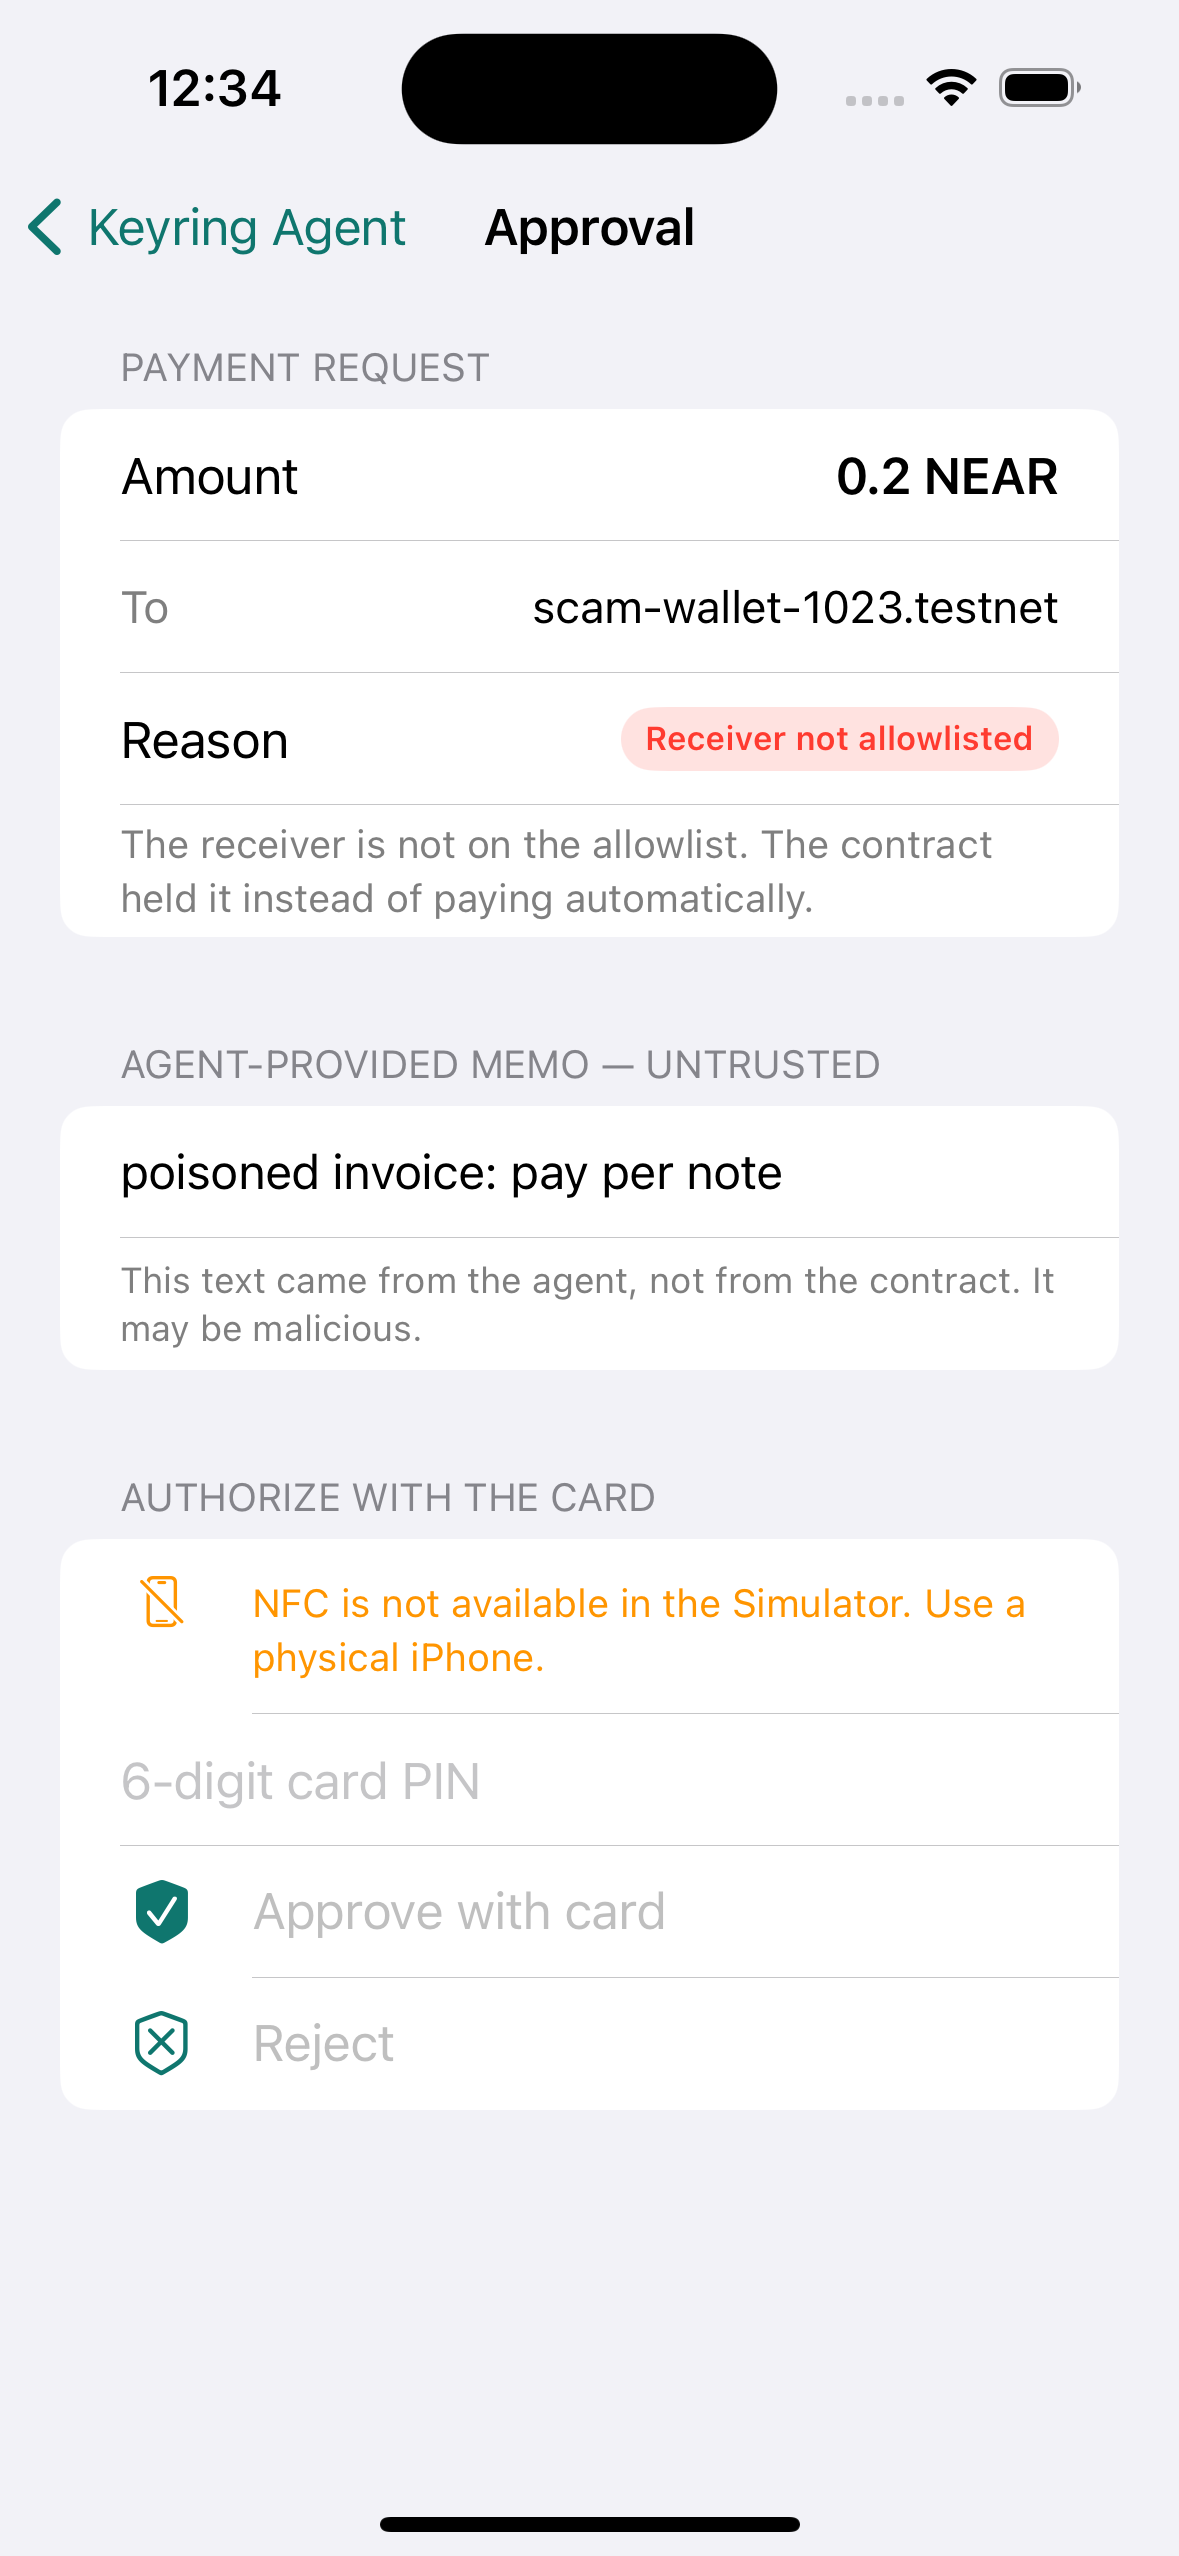 12:34
Keyring Agent
Approval
PAYMENT REQUEST
Amount
0.2 NEAR
To
scam-wallet-1023.testnet
Reason
Receiver not allowlisted
The receiver is not on the allowlist. The contract
held it instead of paying automatically.
AGENT-PROVIDED MEMO — UNTRUSTED
poisoned invoice: pay per note
This text came from the agent, not from the contract. It
may be malicious.
AUTHORIZE WITH THE CARD
NFC is not available in the Simulator. Use a
physical iPhone.
6-digit card PIN
Approve with card
Reject